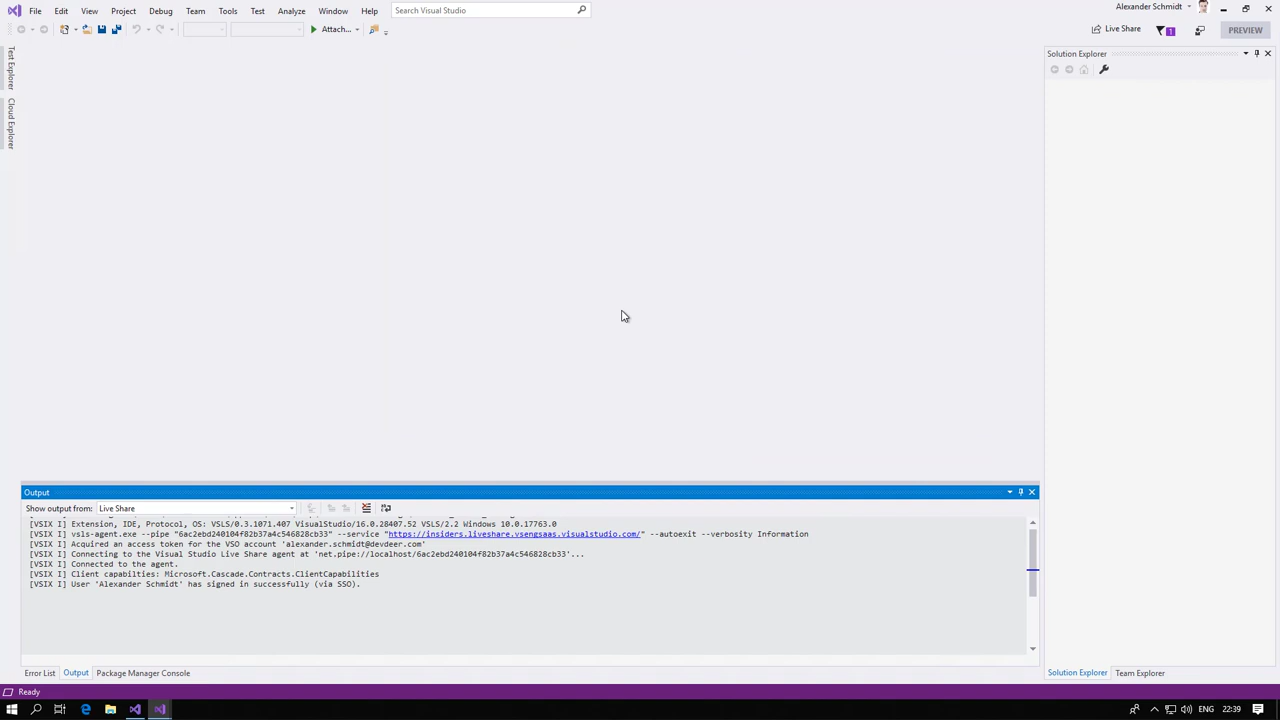 File Edit View Project Debug Team Tools Test Analyze Window Help Search Visual Studio Alexander Schmidt
Attach... Live Share 1 PREVIEW
Test Explorer
Cloud Explorer
Solution Explorer
Output
Show output from: Live Share
[VSIX I] Extension, IDE, Protocol, OS: VSLS/0.3.1071.407 VisualStudio/16.0.28407.52 VSLS/2.2 Windows 10.0.17763.0
[VSIX I] vsls-agent.exe --pipe "6ac2ebd240104f82b37a4c546828cb33" --service "https://insiders.liveshare.vsengsaas.visualstudio.com/" --autoexit --verbosity Information
[VSIX I] Acquired an access token for the VSO account 'alexander.schmidt@devdeer.com'
[VSIX I] Connecting to the Visual Studio Live Share agent at 'net.pipe://localhost/6ac2ebd240104f82b37a4c546828cb33'...
[VSIX I] Connected to the agent.
[VSIX I] Client capabilties: Microsoft.Cascade.Contracts.ClientCapabilities
[VSIX I] User 'Alexander Schmidt' has signed in successfully (via SSO).
Error List Output Package Manager Console
Solution Explorer Team Explorer
Ready
ENG 22:39